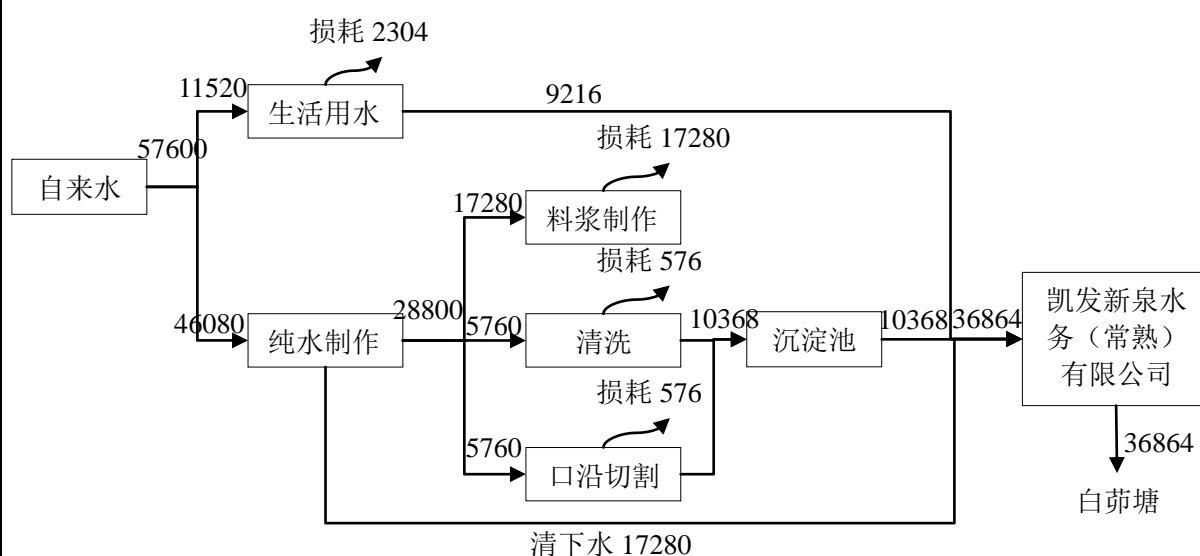 损耗 2304
11520
生活用水
9216
57600
自来水
损耗 17280
17280
料浆制作
损耗 576
46080
纯水制作
28800
5760
清洗
10368
沉淀池
10368
36864
凯发新泉水
务（常熟）
有限公司
损耗 576
5760
口沿切割
36864
白茆塘
清下水 17280